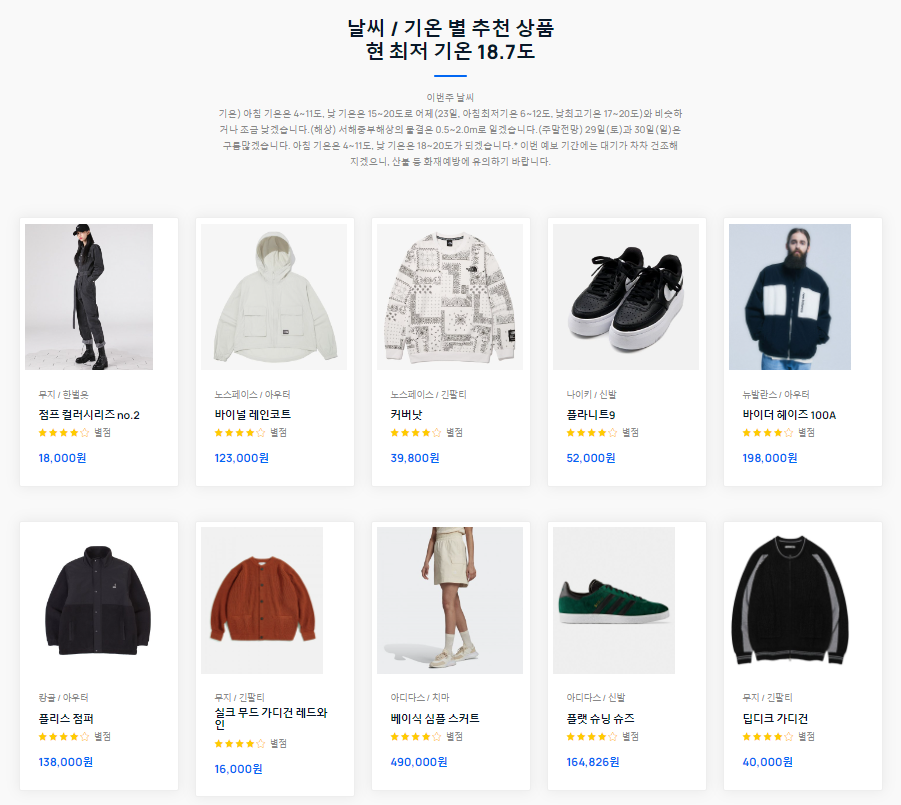 날씨 / 기온 별 추천 상품
현 최저 기온 18.7도
이번주 날씨
기온) 아침 기온은 4~11도, 낮 기온은 15~20도로 어제(23일, 아침최저기온 6~12도, 낮최고기온 17~20도)와 비슷하
거나 조금 낮겠습니다.(해상) 서해중부해상의 물결은 0.5~2.0m로 일겠습니다.(주말전망) 29일(토)과 30일(일)은
구름많겠습니다. 아침 기온은 4~11도, 낮 기온은 18~20도가 되겠습니다.* 이번 예보 기간에는 대기가 차차 건조해
지겠으니, 산불 등 화재예방에 유의하기 바랍니다.
무지 / 한벌옷
점프 컬러시리즈 no.2
별점
18,000원
노스페이스 / 아우터
바이널 레인코트
별점
123,000원
노스페이스 / 긴팔티
커버낫
별점
39,800원
나이키 / 신발
플라니트9
별점
52,000원
뉴발란스 / 아우터
바이더 헤이즈 100A
별점
198,000원
캉골 / 아우터
플리스 점퍼
별점
138,000원
무지 / 긴팔티
실크 무드 가디건 레드와
인
별점
16,000원
아디다스 / 치마
베이직 심플 스커트
별점
490,000원
아디다스 / 신발
플랫 슈닝 슈즈
별점
164,826원
무지 / 긴팔티
딥디크 가디건
별점
40,000원